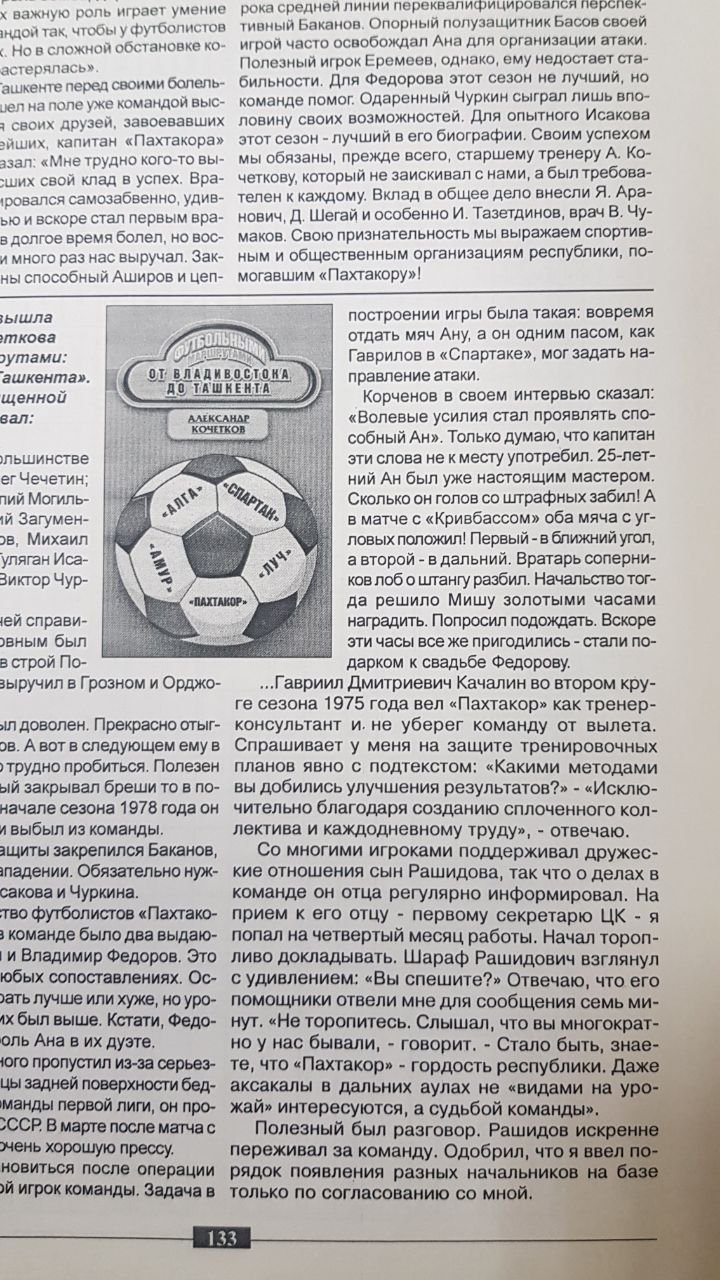 важную роль играет умение
андой так, чтобы у футболистов
. Но в сложной обстановке ко-
растерялась».
Ташкенте перед своими болель-
шел на поле уже командой выс-
я своих друзей, завоевавших
ейших, капитан «Пахтакора»
азал: «Мне трудно кого-то вы-
сших свой клад в успех. Вра-
ировался самозабвенно, удив-
ью и вскоре стал первым вра-
в долгое время болел, но вос-
и много раз нас выручал. Зак-
ны способный Аширов и цеп-
рока средней линии переквалифицировался перспек-
тивный Баканов. Опорный полузащитник Басов своей
игрой часто освобождал Ана для организации атаки.
Полезный игрок Еремеев, однако, ему недостает ста-
бильности. Для Федорова этот сезон не лучший, но
команде помог. Одаренный Чуркин сыграл лишь впо-
ловину своих возможностей. Для опытного Исакова
этот сезон - лучший в его биографии. Своим успехом
мы обязаны, прежде всего, старшему тренеру А. Ко-
четкову, который не заискивал с нами, а был требова-
телен к каждому. Вклад в общее дело внесли Я. Ара-
нович, Д. Шегай и особенно И. Тазетдинов, врач В. Чу-
маков. Свою признательность мы выражаем спортив-
ным и общественным организациям республики, по-
могавшим «Пахтакору»!
вышла
еткова
рутами:
Ташкента».
щенной
вал:
ольшинстве
ег Чечетин;
лий Могиль-
ий Загумен-
ов, Михаил
Туляган Иса-
Виктор Чур-
ней справи-
овным был
в строй По-
выручил в Грозном и Орджо-
ыл доволен. Прекрасно отыг-
ов. А вот в следующем ему в
о трудно пробиться. Полезен
ый закрывал бреши то в по-
начале сезона 1978 года он
и выбыл из команды.
ащиты закрепился Баканов,
ападении. Обязательно нуж-
сакова и Чуркина.
ство футболистов «Пахтако-
в команде было два выдаю-
и Владимир Федоров. Это
любых сопоставлениях. Ос-
рать лучше или хуже, но уро-
их был выше. Кстати, Федо-
роль Ана в их дуэте.
ного пропустил из-за серьез-
цы задней поверхности бед-
оманды первой лиги, он про-
СССР. В марте после матча с
очень хорошую прессу.
ановиться после операции
ой игрок команды. Задача в
ФУТБОЛЬНЫМИ
МАРШРУТАМИ
ОТ ВЛАДИВОСТОКА
ДО ТАШКЕНТА
АЛЕКСАНДР
КОЧЕТКОВ
«АЛГА»
«СПАРТАК»
«АМУР»
«ЛУЧ»
«ПАХТАКОР»
построении игры была такая: вовремя
отдать мяч Ану, а он одним пасом, как
Гаврилов в «Спартаке», мог задать на-
правление атаки.
Корченов в своем интервью сказал:
«Волевые усилия стал проявлять спо-
собный Ан». Только думаю, что капитан
эти слова не к месту употребил. 25-лет-
ний Ан был уже настоящим мастером.
Сколько он голов со штрафных забил! А
в матче с «Кривбассом» оба мяча с уг-
ловых положил! Первый - в ближний угол,
а второй - в дальний. Вратарь соперни-
ков лоб о штангу разбил. Начальство тог-
да решило Мишу золотыми часами
наградить. Попросил подождать. Вскоре
эти часы все же пригодились - стали по-
дарком к свадьбе Федорову.
...Гавриил Дмитриевич Качалин во втором кру-
ге сезона 1975 года вел «Пахтакор» как тренер-
консультант и не уберег команду от вылета.
Спрашивает у меня на защите тренировочных
планов явно с подтекстом: «Какими методами
вы добились улучшения результатов?» - «Исклю-
чительно благодаря созданию сплоченного кол-
лектива и каждодневному труду», - отвечаю.
Со многими игроками поддерживал дружес-
кие отношения сын Рашидова, так что о делах в
команде он отца регулярно информировал. На
прием к его отцу - первому секретарю ЦК - я
попал на четвертый месяц работы. Начал тороп-
ливо докладывать. Шараф Рашидович взглянул
с удивлением: «Вы спешите?» Отвечаю, что его
помощники отвели мне для сообщения семь ми-
нут. «Не торопитесь. Слышал, что вы многократ-
но у нас бывали, - говорит. - Стало быть, знае-
те, что «Пахтакор» - гордость республики. Даже
аксакалы в дальних аулах не «видами на уро-
жай» интересуются, а судьбой команды».
Полезный был разговор. Рашидов искренне
переживал за команду. Одобрил, что я ввел по-
рядок появления разных начальников на базе
только по согласованию со мной.
133